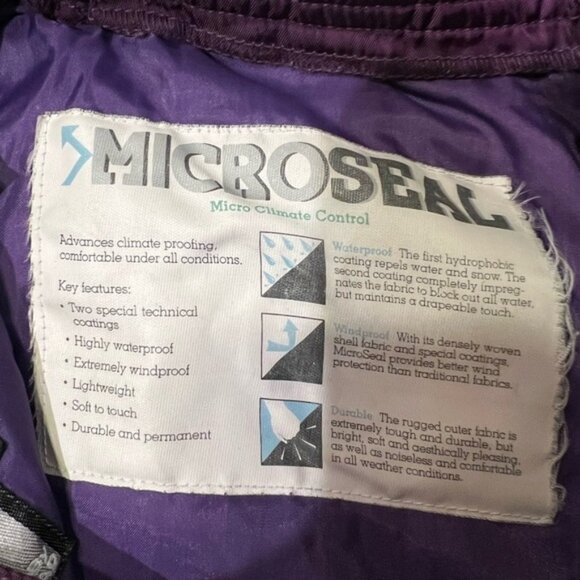 MICROSEAL
Micro Climate Control
Advances climate proofing,
comfortable under all conditions.
Key features:
• Two special technical
coatings
• Highly waterproof
• Extremely windproof
• Lightweight
• Soft to touch
• Durable and permanent
Waterproof The first hydrophobic
coating repels water and snow. The
second coating completely impreg-
nates the fabric to block out all water,
but maintains a drapeable touch.
Windproof With its densely woven
shell fabric and special coatings,
MicroSeal provides better wind
protection than traditional fabrics.
Durable The rugged outer fabric is
extremely tough and durable, but
bright, soft and aesthically pleasing,
as well as noiseless and comfortable
in all weather conditions.